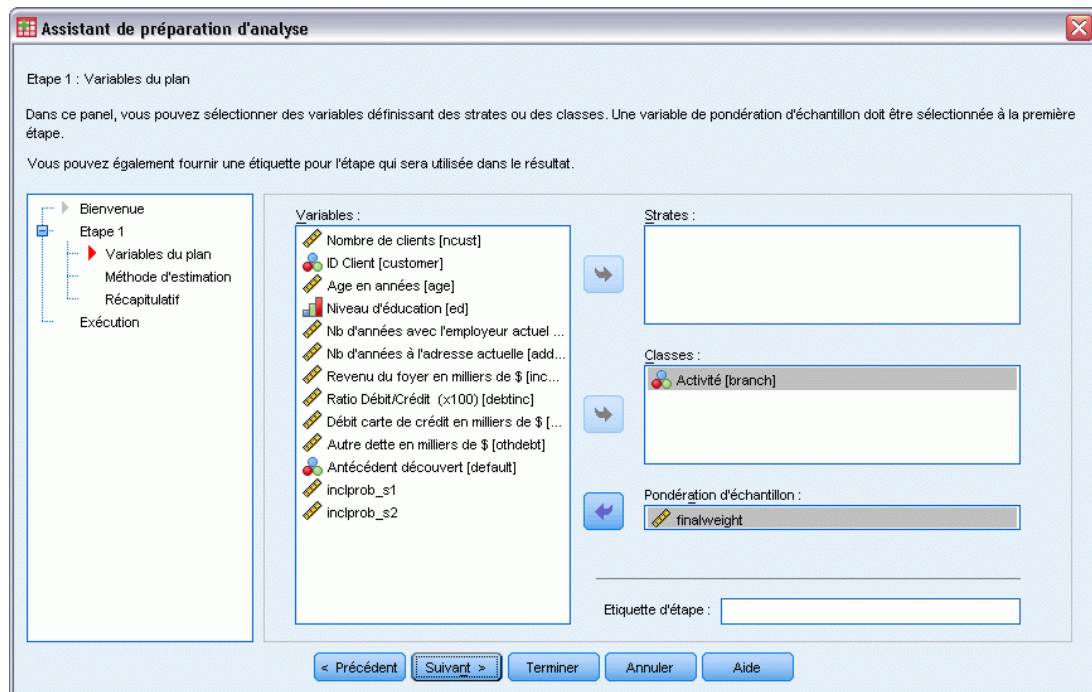 Assistant de préparation d'analyse
Etape 1 : Variables du plan
Dans ce panel, vous pouvez sélectionner des variables définissant des strates ou des classes. Une variable de pondération d'échantillon doit être sélectionnée à la première
étape.
Vous pouvez également fournir une étiquette pour l'étape qui sera utilisée dans le résultat.
Bienvenue
Etape 1
Variables du plan
Méthode d'estimation
Récapitulatif
Exécution
Variables :
Nombre de clients [ncust]
ID Client [customer]
Age en années [age]
Niveau d'éducation [ed]
Nb d'années avec l'employeur actuel ...
Nb d'années à l'adresse actuelle [add...
Revenu du foyer en milliers de $ [inc...
Ratio Débit/Crédit (x100) [debtinc]
Débit carte de crédit en milliers de $ [...
Autre dette en milliers de $ [othdebt]
Antécédent découvert [default]
inclprob_s1
inclprob_s2
Strates :
Classes :
Activité [branch]
Pondération d'échantillon :
finalweight
Etiquette d'étape :
< Précédent
Suivant >
Terminer
Annuler
Aide